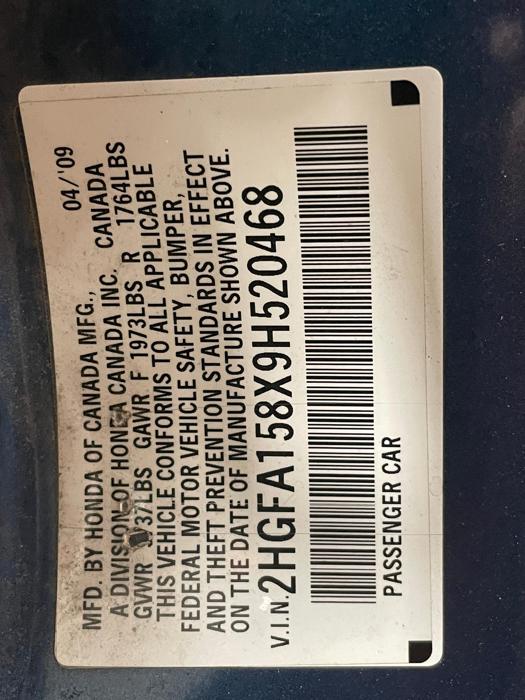 MFD. BY HONDA OF CANADA MFG., 04/'09
A DIVISION OF HONDA CANADA INC. CANADA
GVWR LBS GAWR F 1973LBS R 1764LBS
THIS VEHICLE CONFORMS TO ALL APPLICABLE
FEDERAL MOTOR VEHICLE SAFETY, BUMPER,
AND THEFT PREVENTION STANDARDS IN EFFECT
ON THE DATE OF MANUFACTURE SHOWN ABOVE.
V.I.N. 2HGFA158X9H520468
PASSENGER CAR